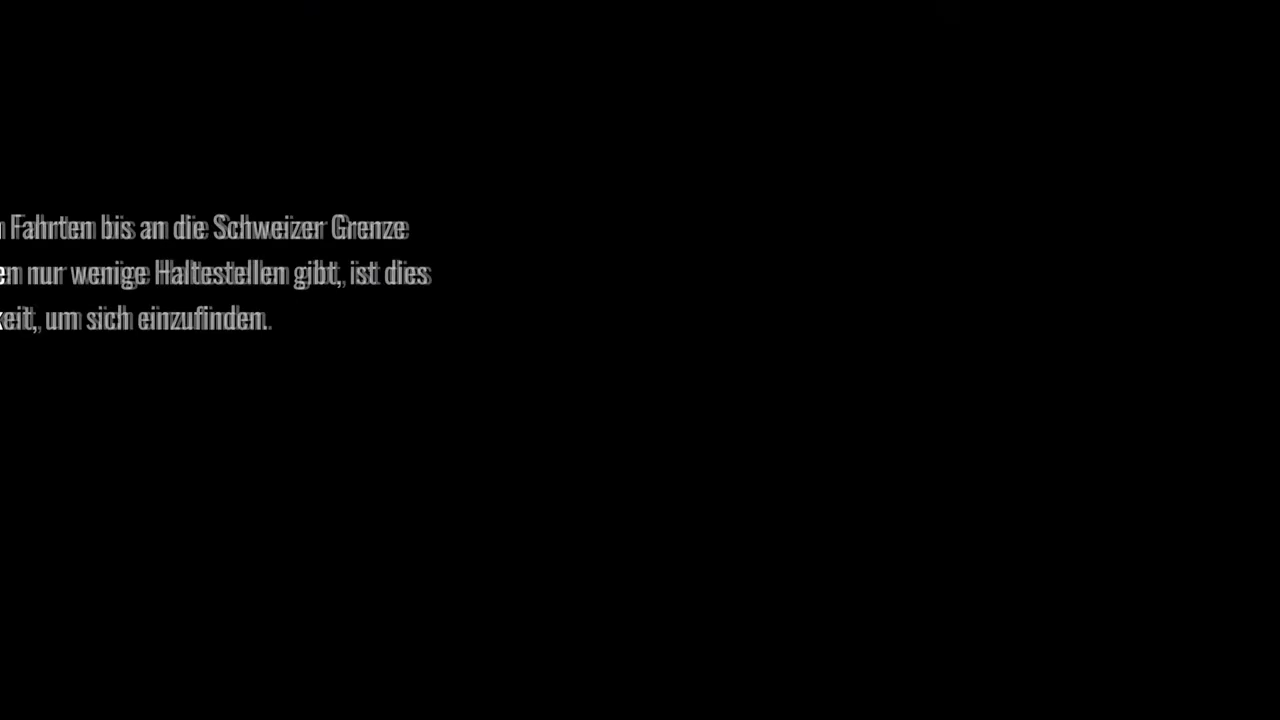 Fahrten bis an die Schweizer Grenze
en nur wenige Haltestellen gibt, ist dies
keit, um sich einzufinden.